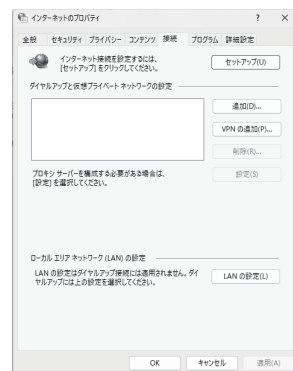 インターネットのプロパティ ? ×
全般 セキュリティ プライバシー コンテンツ 接続 プログラム 詳細設定
インターネット接続を設定するには、
[セットアップ] をクリックしてください。
セットアップ(U)
ダイヤルアップと仮想プライベート ネットワークの設定
追加(D)...
VPN の追加(P)...
削除(R)...
プロキシ サーバーを構成する必要がある場合は、
[設定] を選択してください。
設定(S)
ローカル エリア ネットワーク (LAN) の設定
LAN の設定はダイヤルアップ接続には適用されません。ダイ
ヤルアップには上の設定を選択してください。
LAN の設定(L)
OK キャンセル 適用(A)